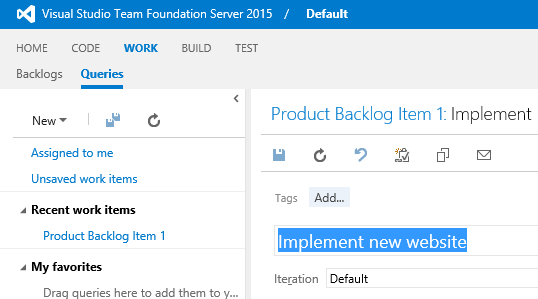 Visual Studio Team Foundation Server 2015 / Default
HOME CODE WORK BUILD TEST
Backlogs Queries
New
Assigned to me
Unsaved work items
Recent work items
Product Backlog Item 1
My favorites
Drag queries here to add them to y...
Product Backlog Item 1: Implement
Tags Add...
Implement new website
Iteration Default